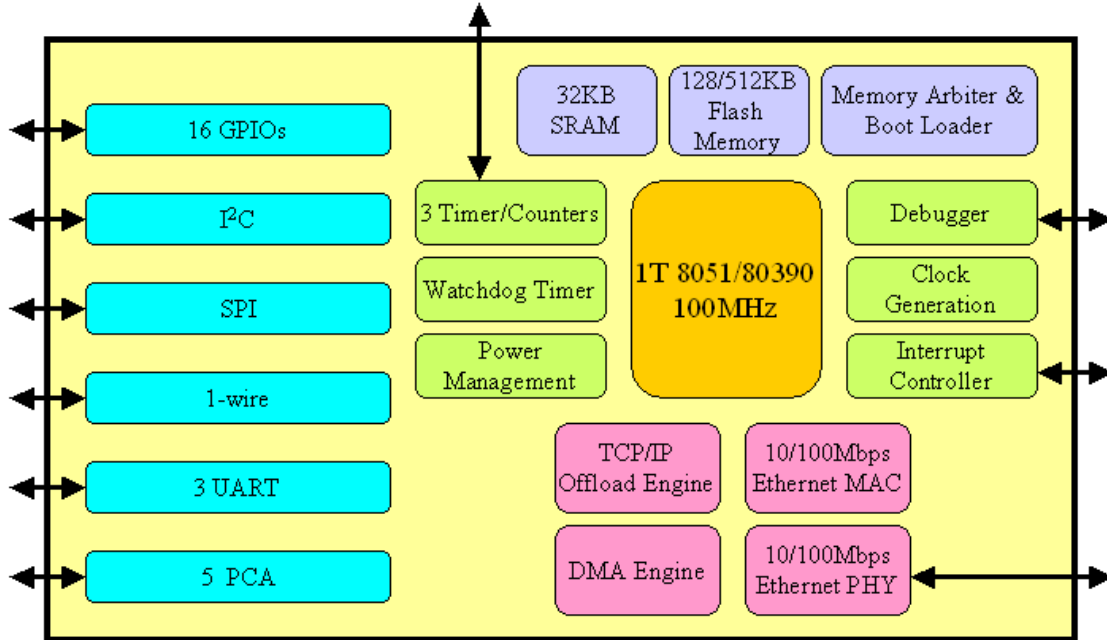 32KB
SRAM
128/512KB
Flash
Memory
Memory Arbiter &
Boot Loader
16 GPIOs
I²C
SPI
1-wire
3 UART
5 PCA
3 Timer/Counters
Watchdog Timer
Power
Management
1T 8051/80390
100MHz
Debugger
Clock
Generation
Interrupt
Controller
TCP/IP
Offload Engine
10/100Mbps
Ethernet MAC
DMA Engine
10/100Mbps
Ethernet PHY